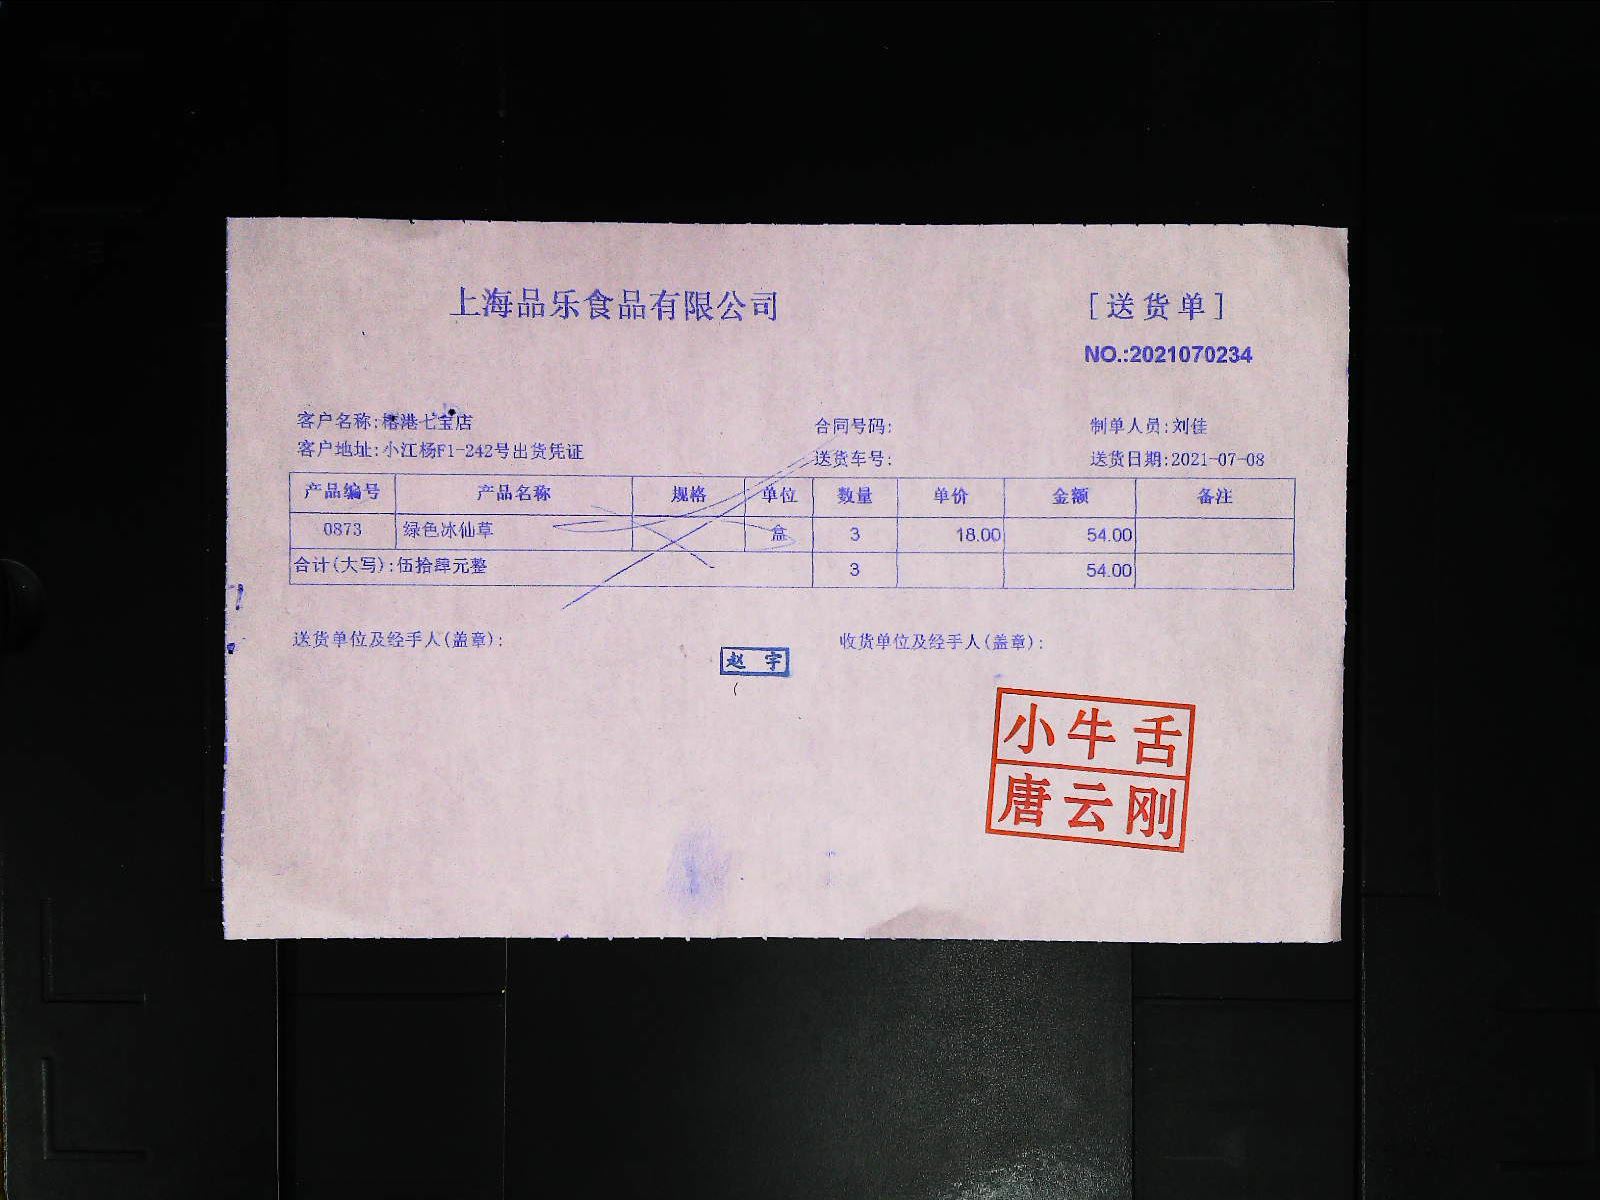 上海品乐食品有限公司
[送货单]
NO.:2021070234
客户名称:榕港七宝店
合同号码:
制单人员:刘佳
客户地址:小江杨F1-242号出货凭证
送货车号:
送货日期:2021-07-08
产品编号 产品名称 规格 单位 数量 单价 金额 备注
0873 绿色冰仙草 盒 3 18.00 54.00
合计(大写):伍拾肆元整 3 54.00
送货单位及经手人(盖章):
收货单位及经手人(盖章):
赵宇
小牛舌
唐云刚